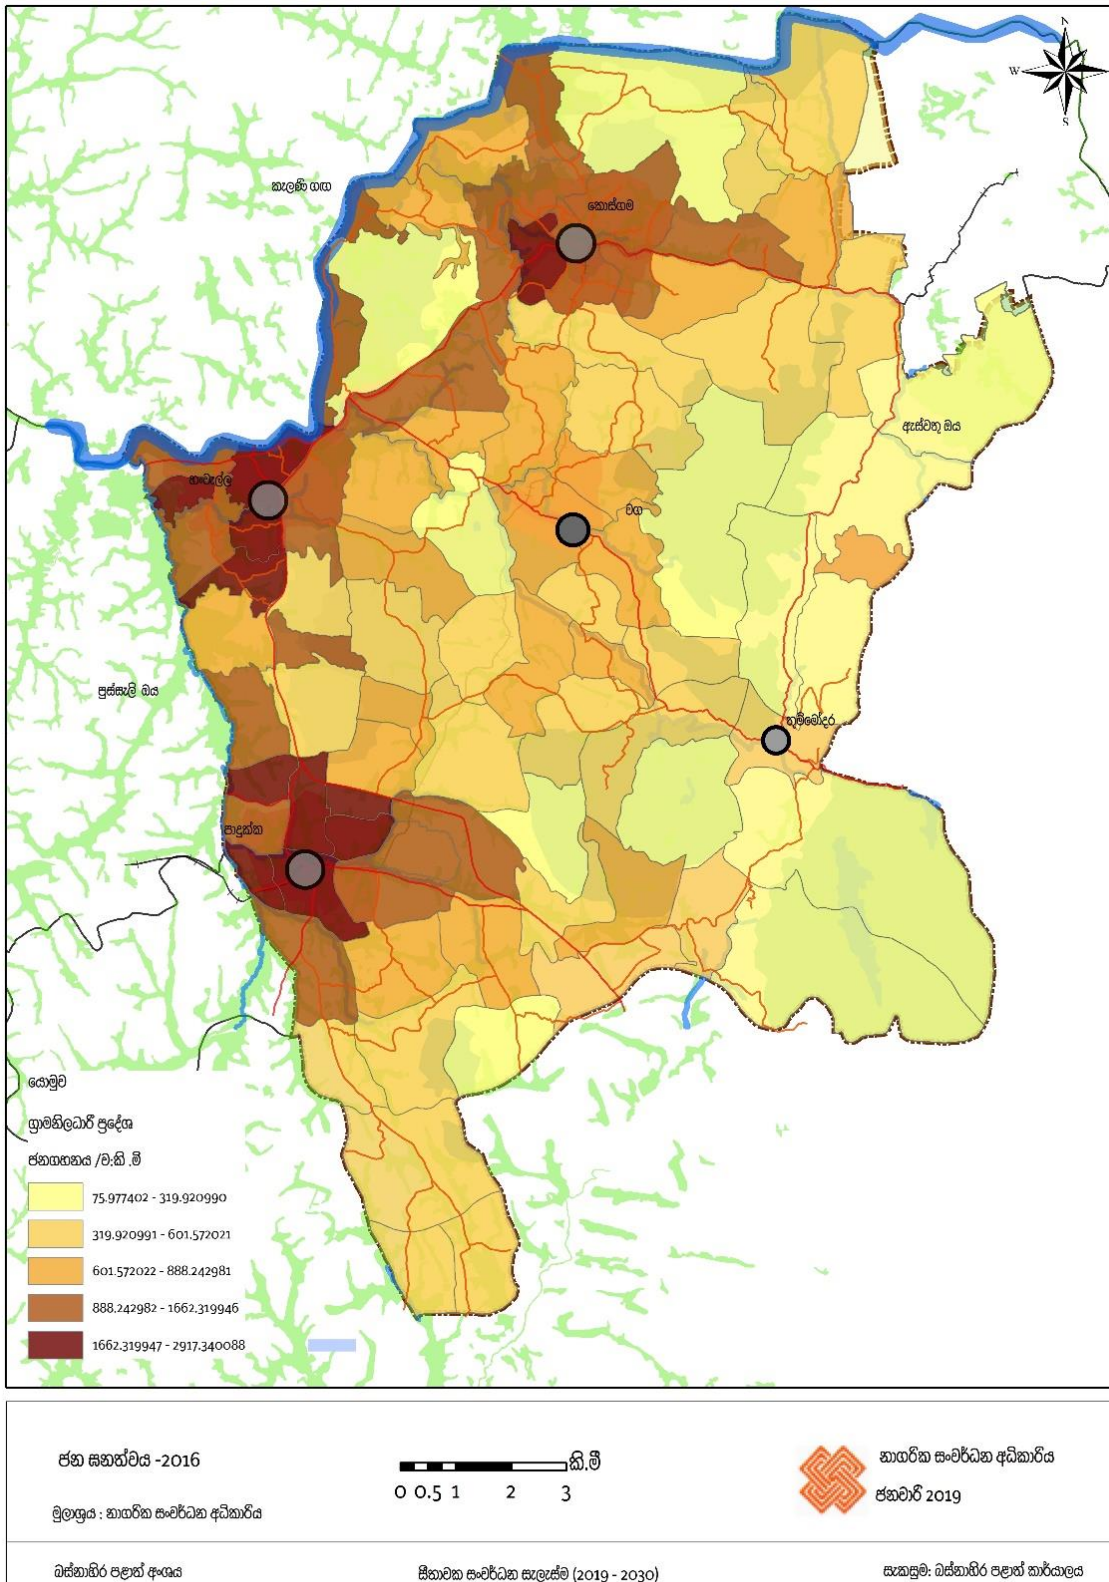 N
W
S
කැලණි ගඟ
කොස්ගම
ඇස්වතු ඔය
හංවැල්ල
වග
පුස්සැලි ඔය
තුම්මෝදර
පාදුක්ක
යොමුව
ග්‍රාමනිලධාරී ප්‍රදේශ
ජනගහනය /ව:කි .මි
75.977402 - 319.920990
319.920991 - 601.572021
601.572022 - 888.242981
888.242982 - 1662.319946
1662.319947 - 2917.340088
ජන ඝනත්වය -2016
කි.මී
0 0.5 1 2 3
මූලාශ්‍රය : නාගරික සංවර්ධන අධිකාරිය
නාගරික සංවර්ධන අධිකාරිය
ජනවාරි 2019
බස්නාහිර පළාත් අංශය
සීතාවක සංවර්ධන සැලැස්ම (2019 - 2030)
සැකසුම: බස්නාහිර පළාත් කාර්යාලය